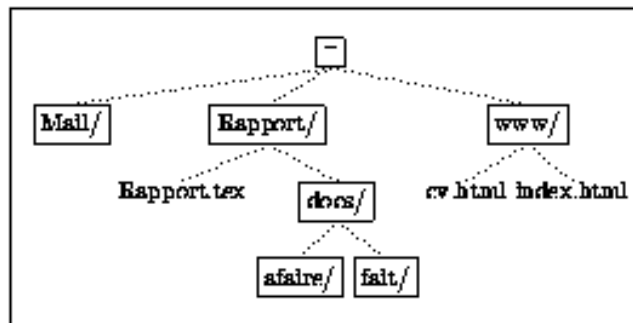 ~
Mail/ Rapport/ www/
Rapport.tex docs/ cv.html index.html
afaire/ fait/